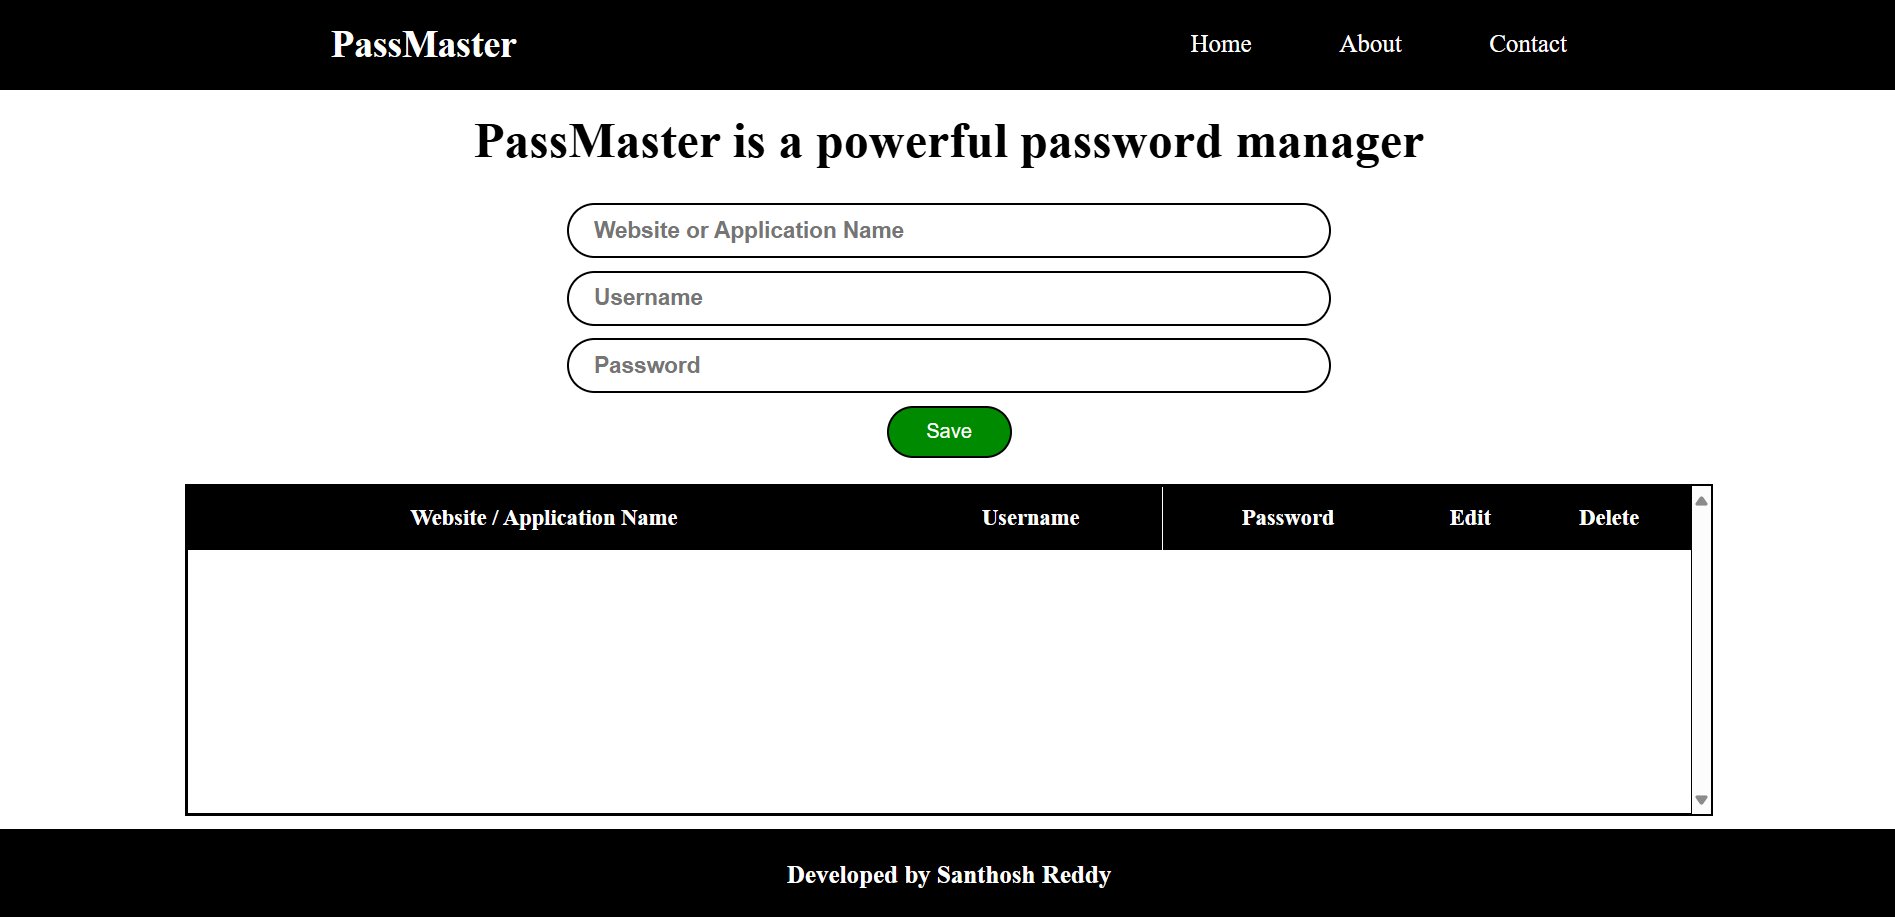 PassMaster Home About Contact
PassMaster is a powerful password manager
Website or Application Name
Username
Password
Save
Website / Application Name Username Password Edit Delete
Developed by Santhosh Reddy